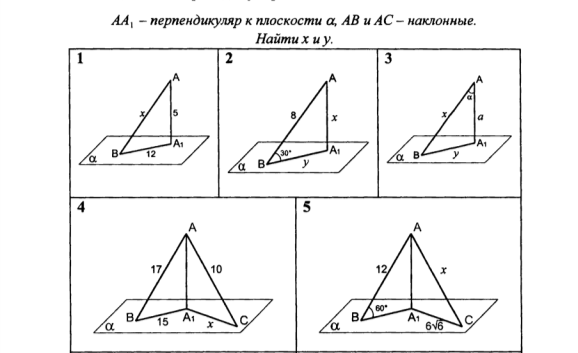 AA₁ – перпендикуляр к плоскости α, AB и AC – наклонные.
Найти x и y.
1
A
x
5
B
12
A₁
α
2
A
8
x
30°
B
y
A₁
α
3
A
α
x
a
B
y
A₁
α
4
A
17
10
B
15
A₁
x
C
α
5
A
12
x
60°
B
A₁
6√6
C
α